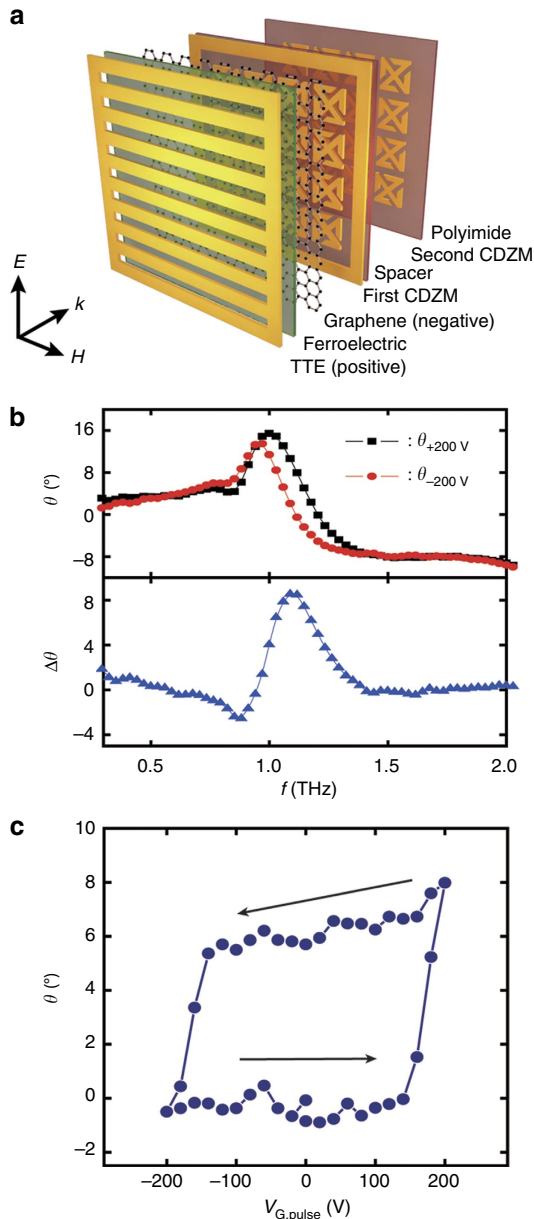 a
Polyimide
Second CDZM
Spacer
First CDZM
Graphene (negative)
Ferroelectric
TTE (positive)
E
k
H
b
16
8
0
−8
θ (°)
: θ+200 V
: θ−200 V
8
4
0
−4
Δθ
0.5
1.0
1.5
2.0
f (THz)
c
10
8
6
4
2
0
−2
θ (°)
−200
−100
0
100
200
VG,pulse (V)